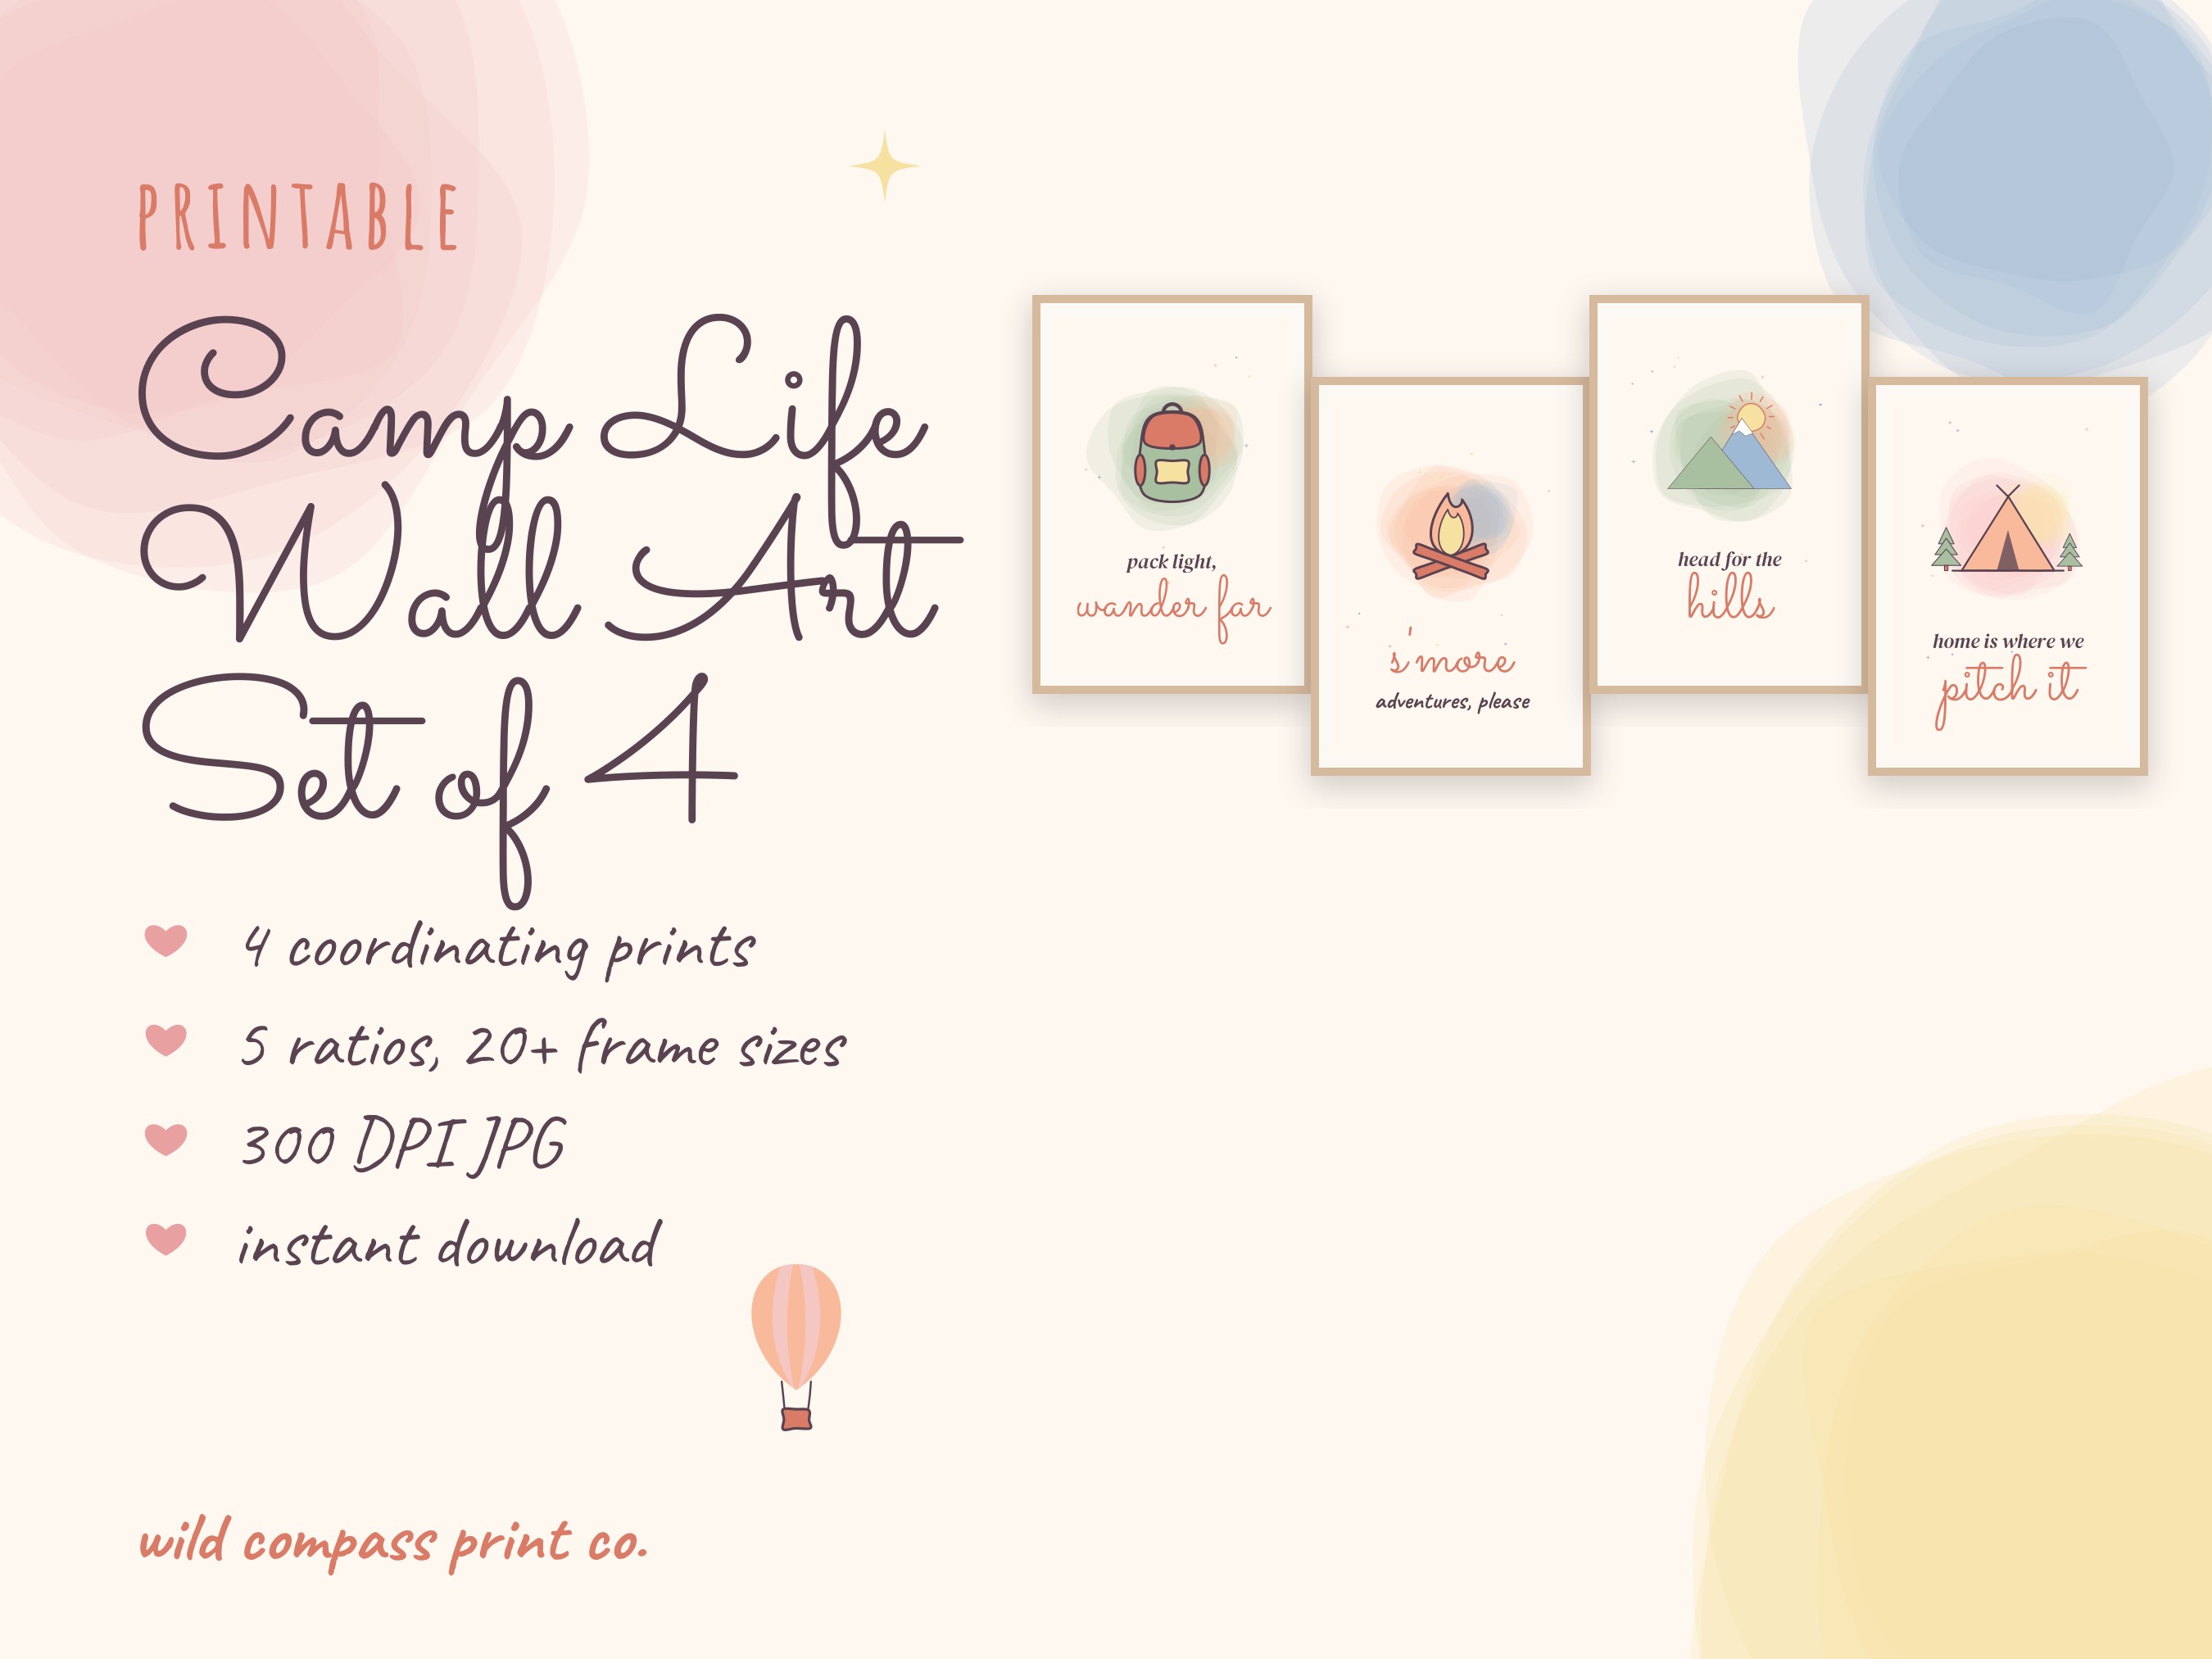 PRINTABLE
Camp Life
Wall Art
Set of 4
4 coordinating prints
5 ratios, 20+ frame sizes
300 DPI JPG
instant download
wild compass print co.
pack light,
wander far
s'more
adventures, please
head for the
hills
home is where we
pitch it